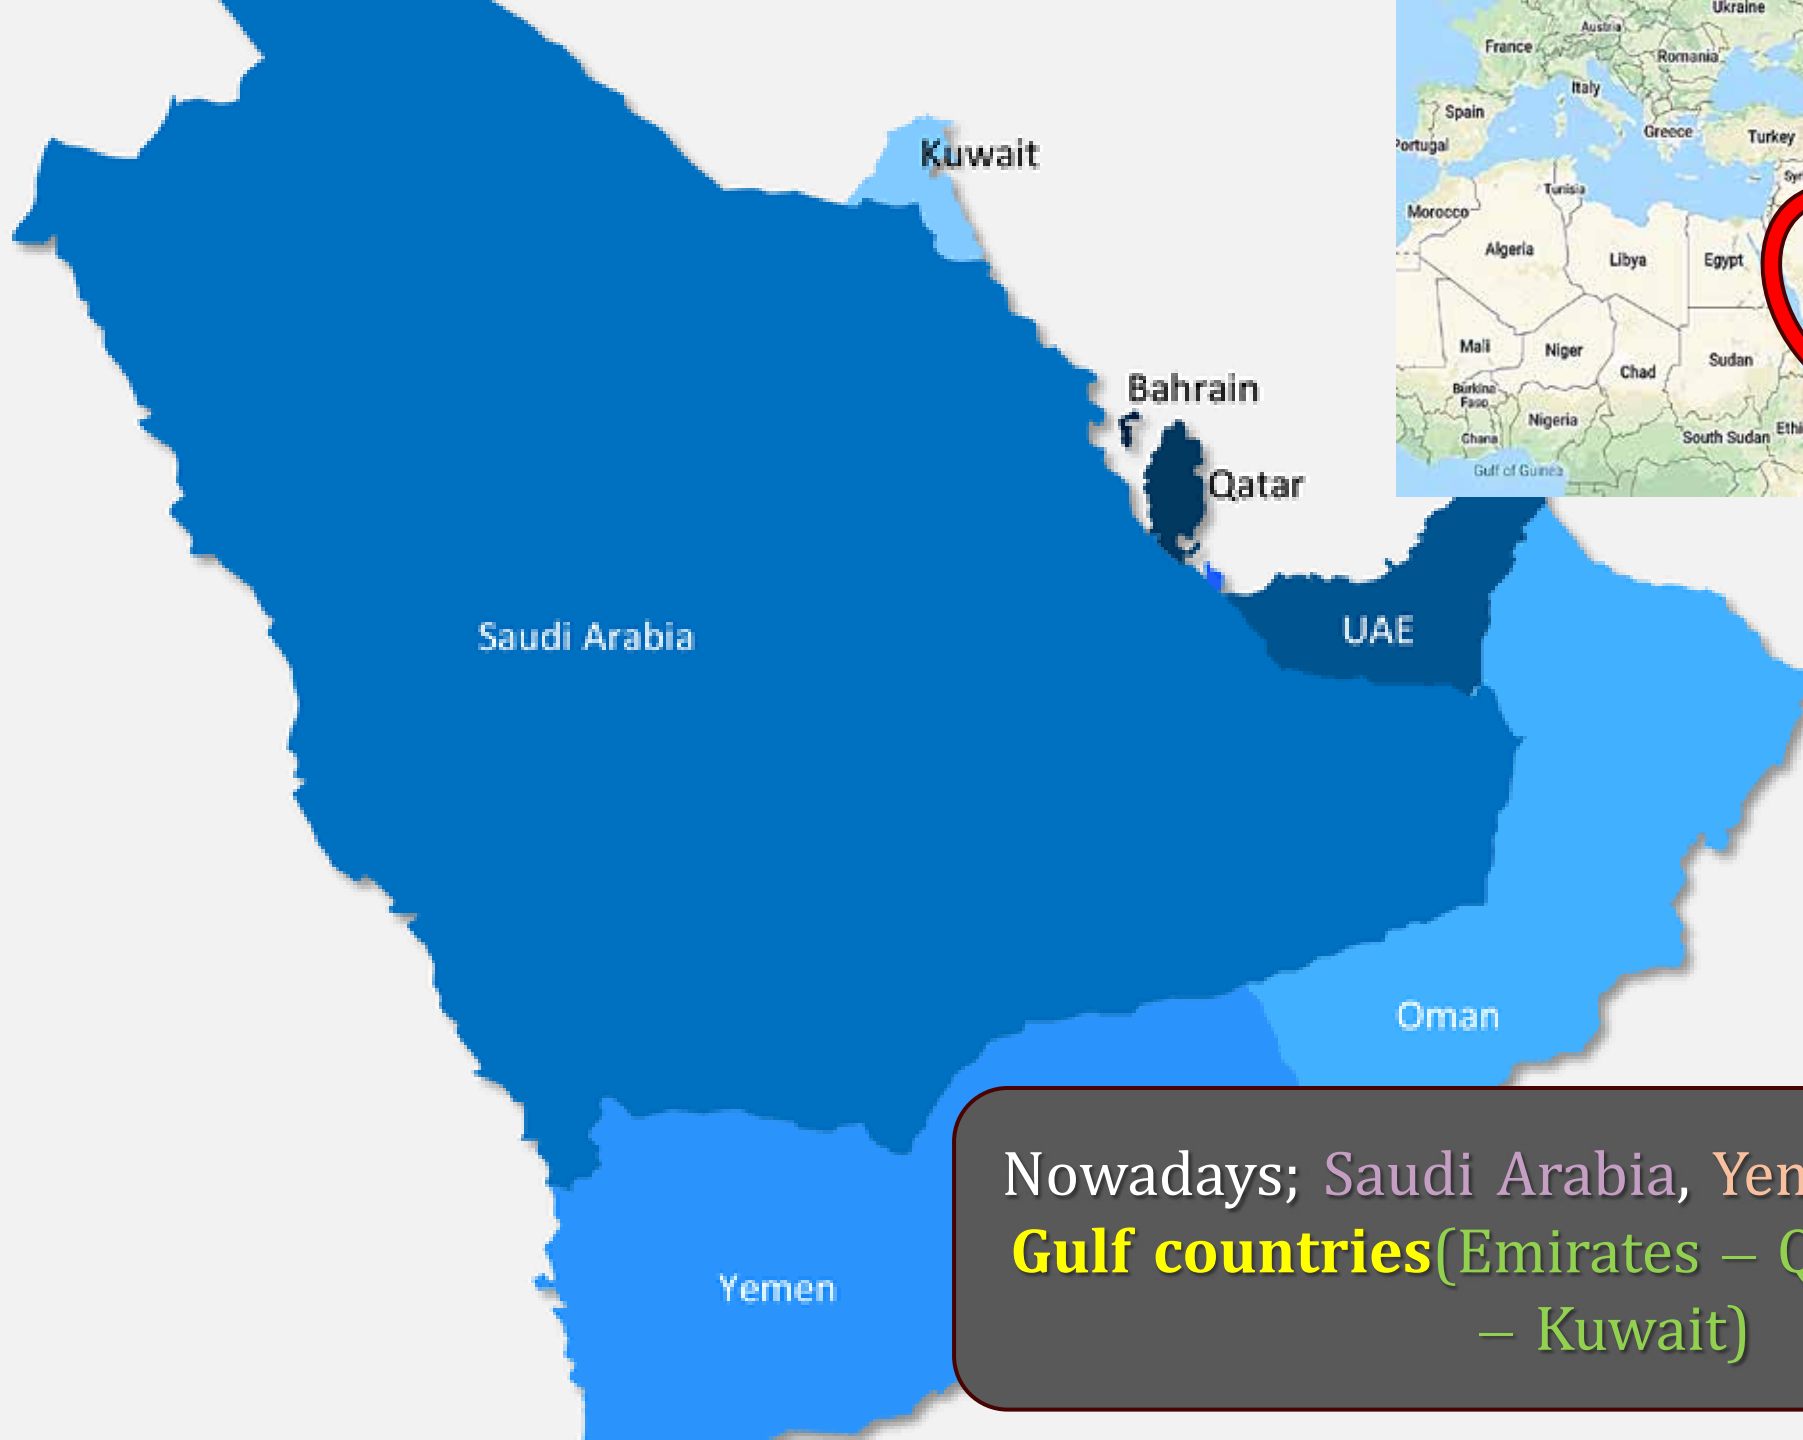 Kuwait
Bahrain
Qatar
Saudi Arabia
UAE
Oman
Yemen
Ukraine
Austria
France
Romania
Italy
Spain
Greece
Turkey
Portugal
Tunisia
Morocco
Algeria
Libya
Egypt
Mali
Niger
Chad
Sudan
Burkina
Faso
Nigeria
Ghana
South Sudan
Gulf of Guinea
Nowadays; Saudi Arabia, Yem
Gulf countries(Emirates – Q
– Kuwait)